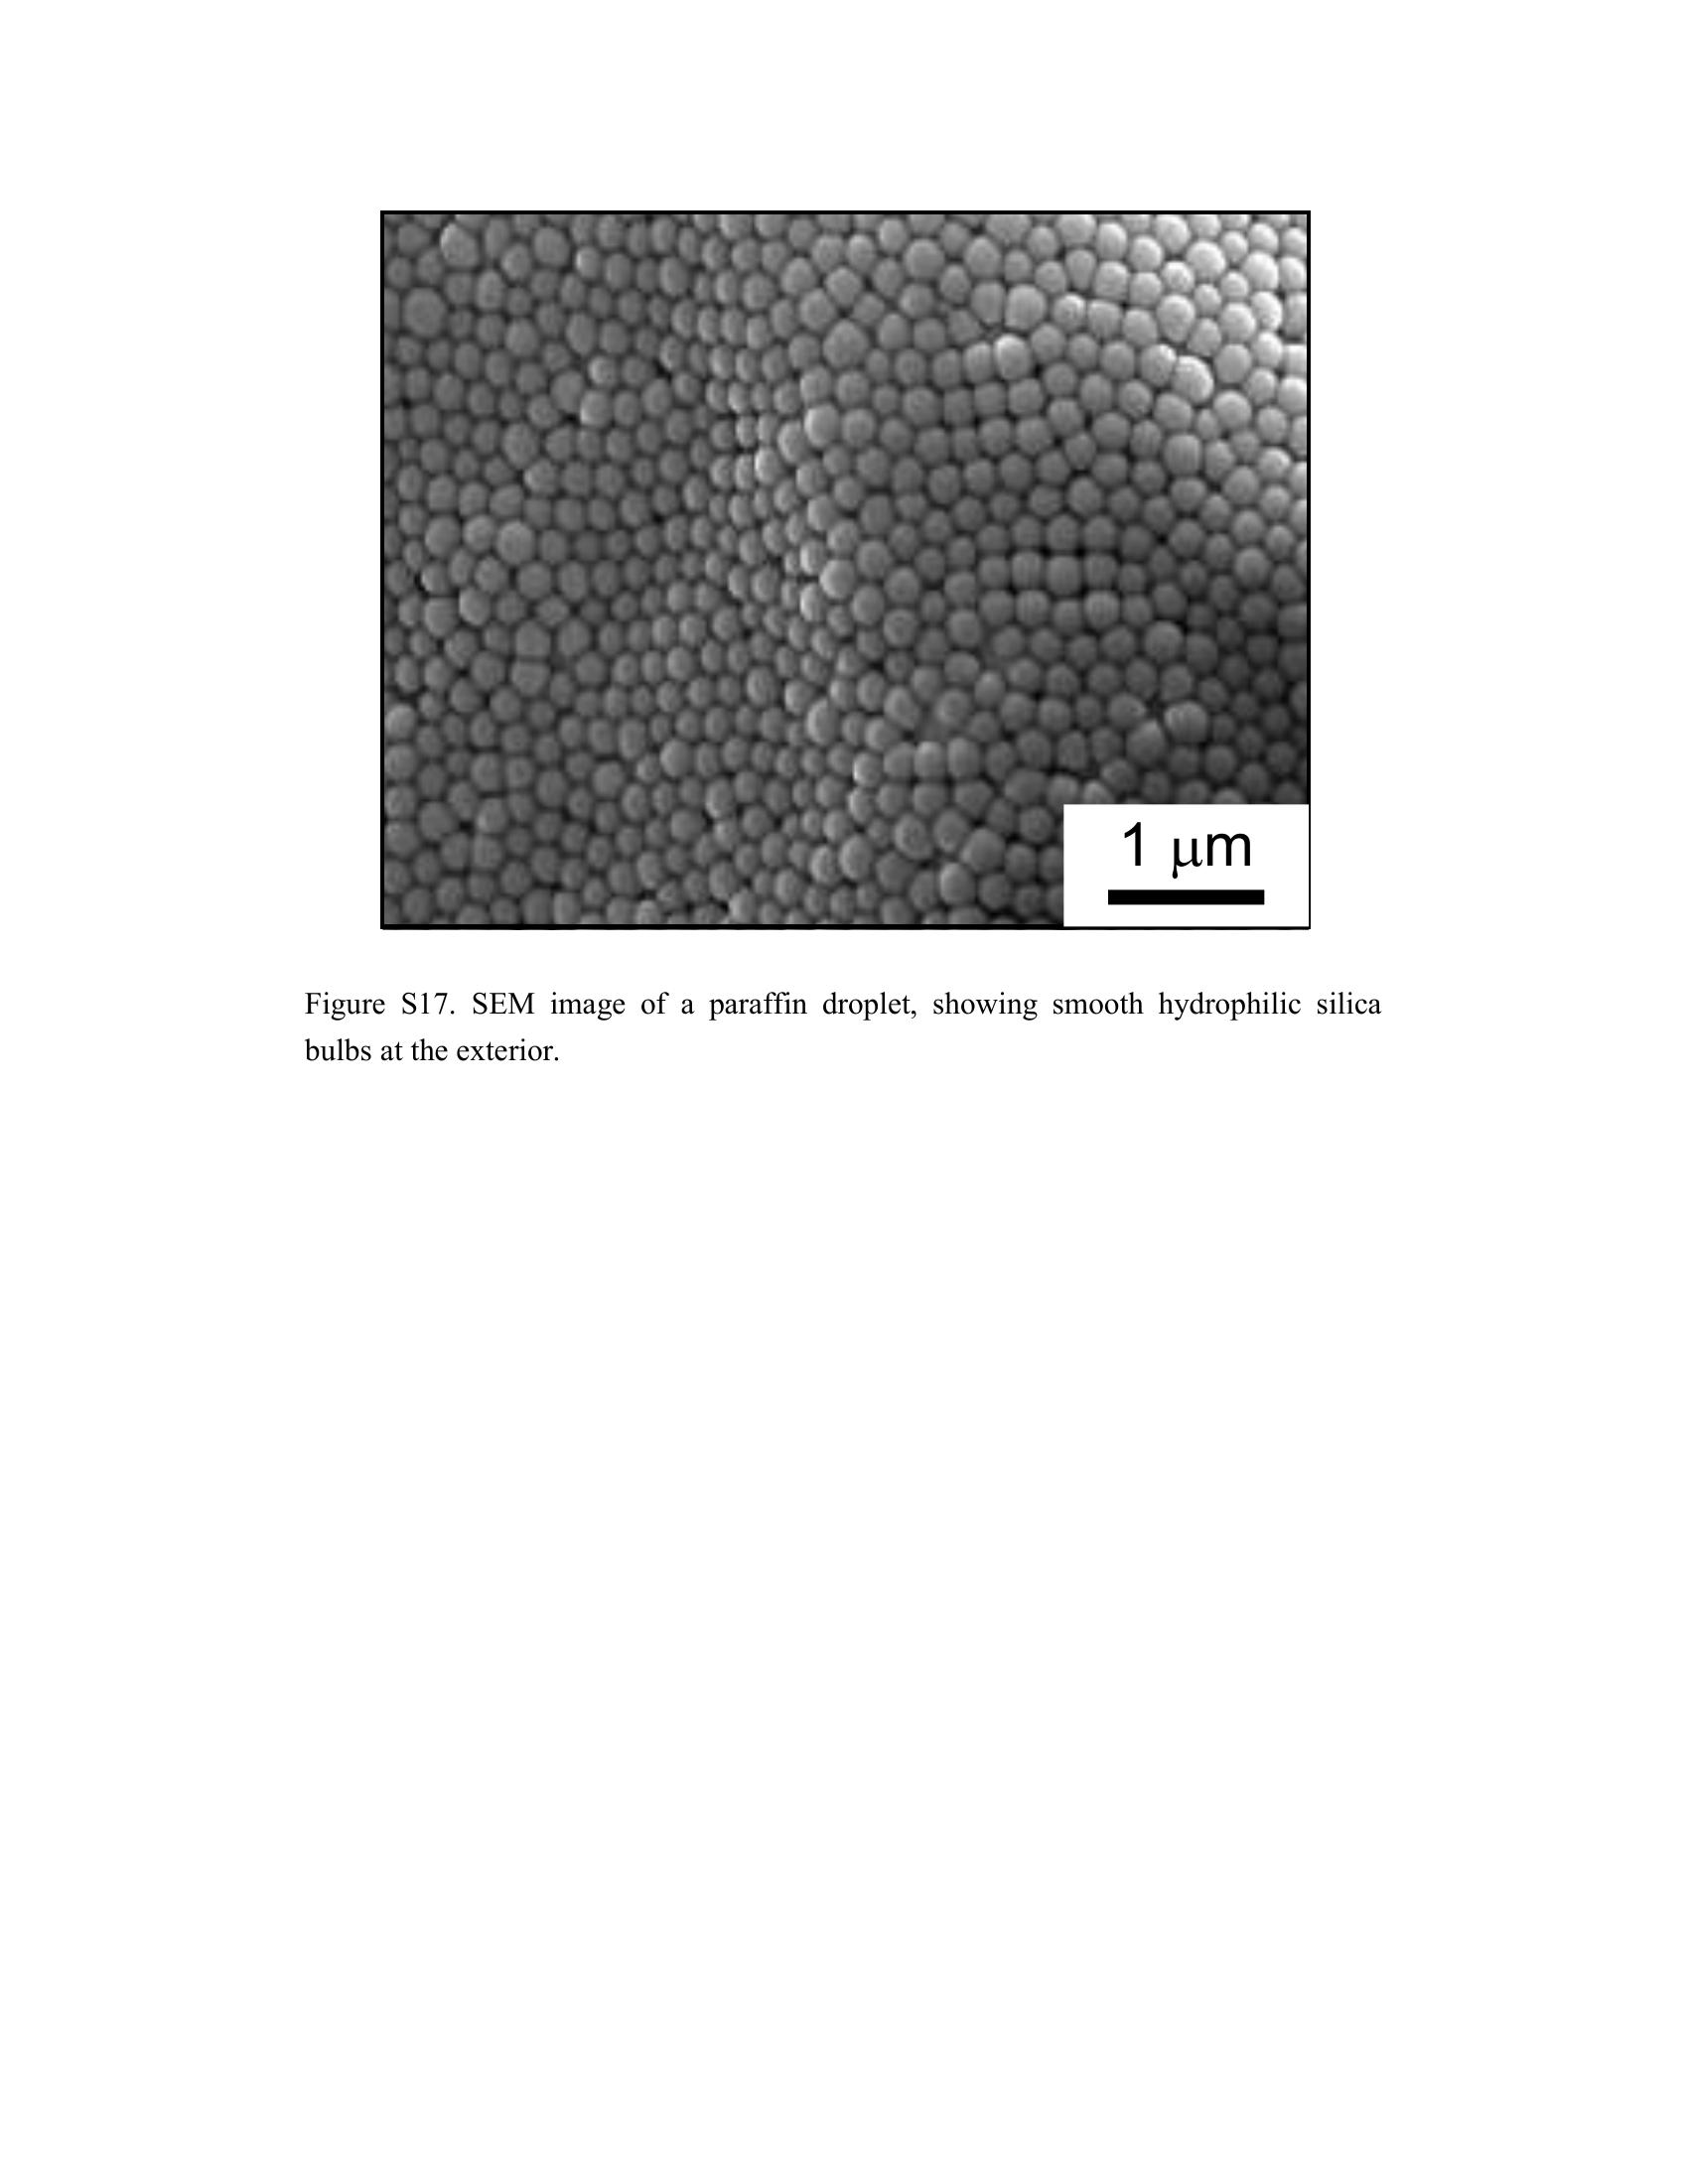 1 μm
Figure S17. SEM image of a paraffin droplet, showing smooth hydrophilic silica
bulbs at the exterior.